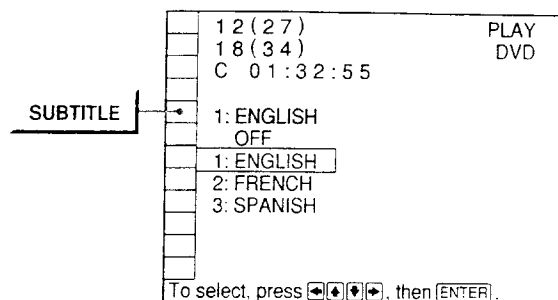 12(27)
PLAY
18(34)
DVD
C 01:32:55
SUBTITLE
1: ENGLISH
OFF
1: ENGLISH
2: FRENCH
3: SPANISH
To select, press ←↑↓→, then ENTER.